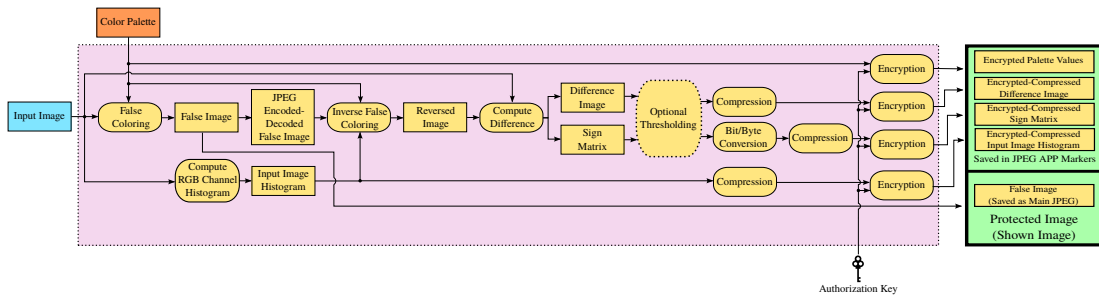 Color Palette
Input Image
False
Coloring
False Image
JPEG
Encoded-
Decoded
False Image
Inverse False
Coloring
Reversed
Image
Compute
Difference
Difference
Image
Sign
Matrix
Optional
Thresholding
Compression
Bit/Byte
Conversion
Compression
Compute
RGB Channel
Histogram
Input Image
Histogram
Compression
Encryption
Encryption
Encryption
Encryption
Authorization Key
Encrypted Palette Values
Encrypted-Compressed
Difference Image
Encrypted-Compressed
Sign Matrix
Encrypted-Compressed
Input Image Histogram
Saved in JPEG APP Markers
False Image
(Saved as Main JPEG)
Protected Image
(Shown Image)